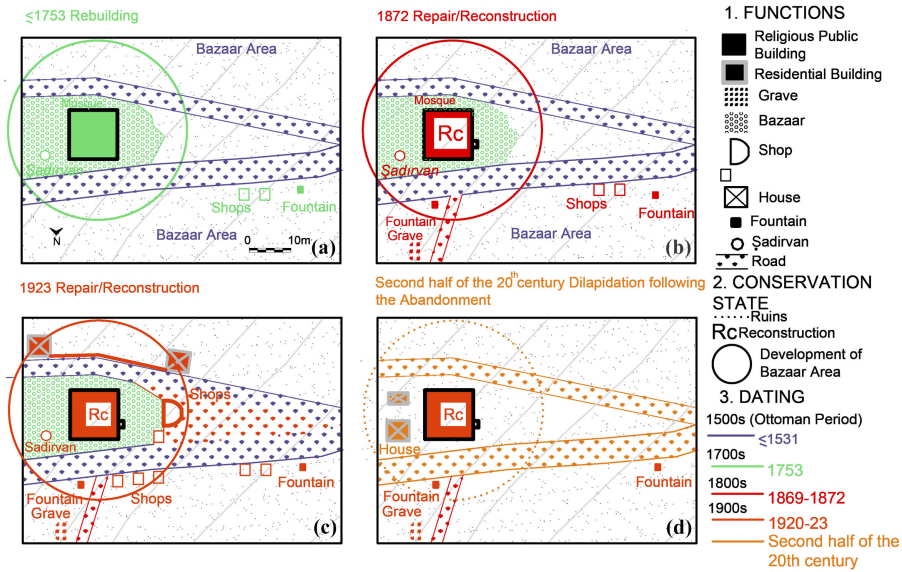 ≤1753 Rebuilding
Bazaar Area
Mosque
Sadırvan
Shops
Fountain
Bazaar Area
N
0 10m
(a)
1872 Repair/Reconstruction
Bazaar Area
Mosque
Rc
Sadırvan
Shops
Fountain
Fountain
Grave
Bazaar Area
(b)
1923 Repair/Reconstruction
Shops
Rc
Sadırvan
Fountain
Grave
Shops
Fountain
(c)
Second half of the 20th century Dilapidation following
the Abandonment
Rc
House
Fountain
Grave
Fountain
(d)
1. FUNCTIONS
Religious Public
Building
Residential Building
Grave
Bazaar
Shop
House
Fountain
Şadirvan
Road
2. CONSERVATION
STATE
Ruins
Rc Reconstruction
Development of
Bazaar Area
3. DATING
1500s (Ottoman Period)
≤1531
1700s
1753
1800s
1869-1872
1900s
1920-23
Second half of the
20th century